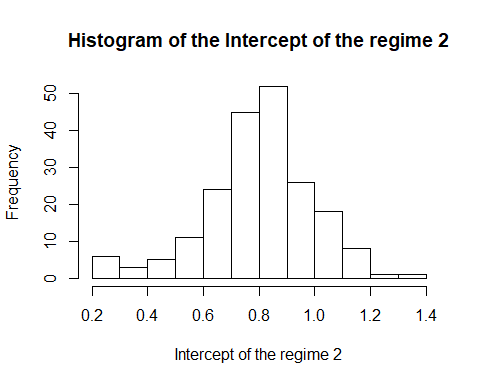 Histogram of the Intercept of the regime 2
Frequency
50
40
30
20
10
0
0.2 0.4 0.6 0.8 1.0 1.2 1.4
Intercept of the regime 2